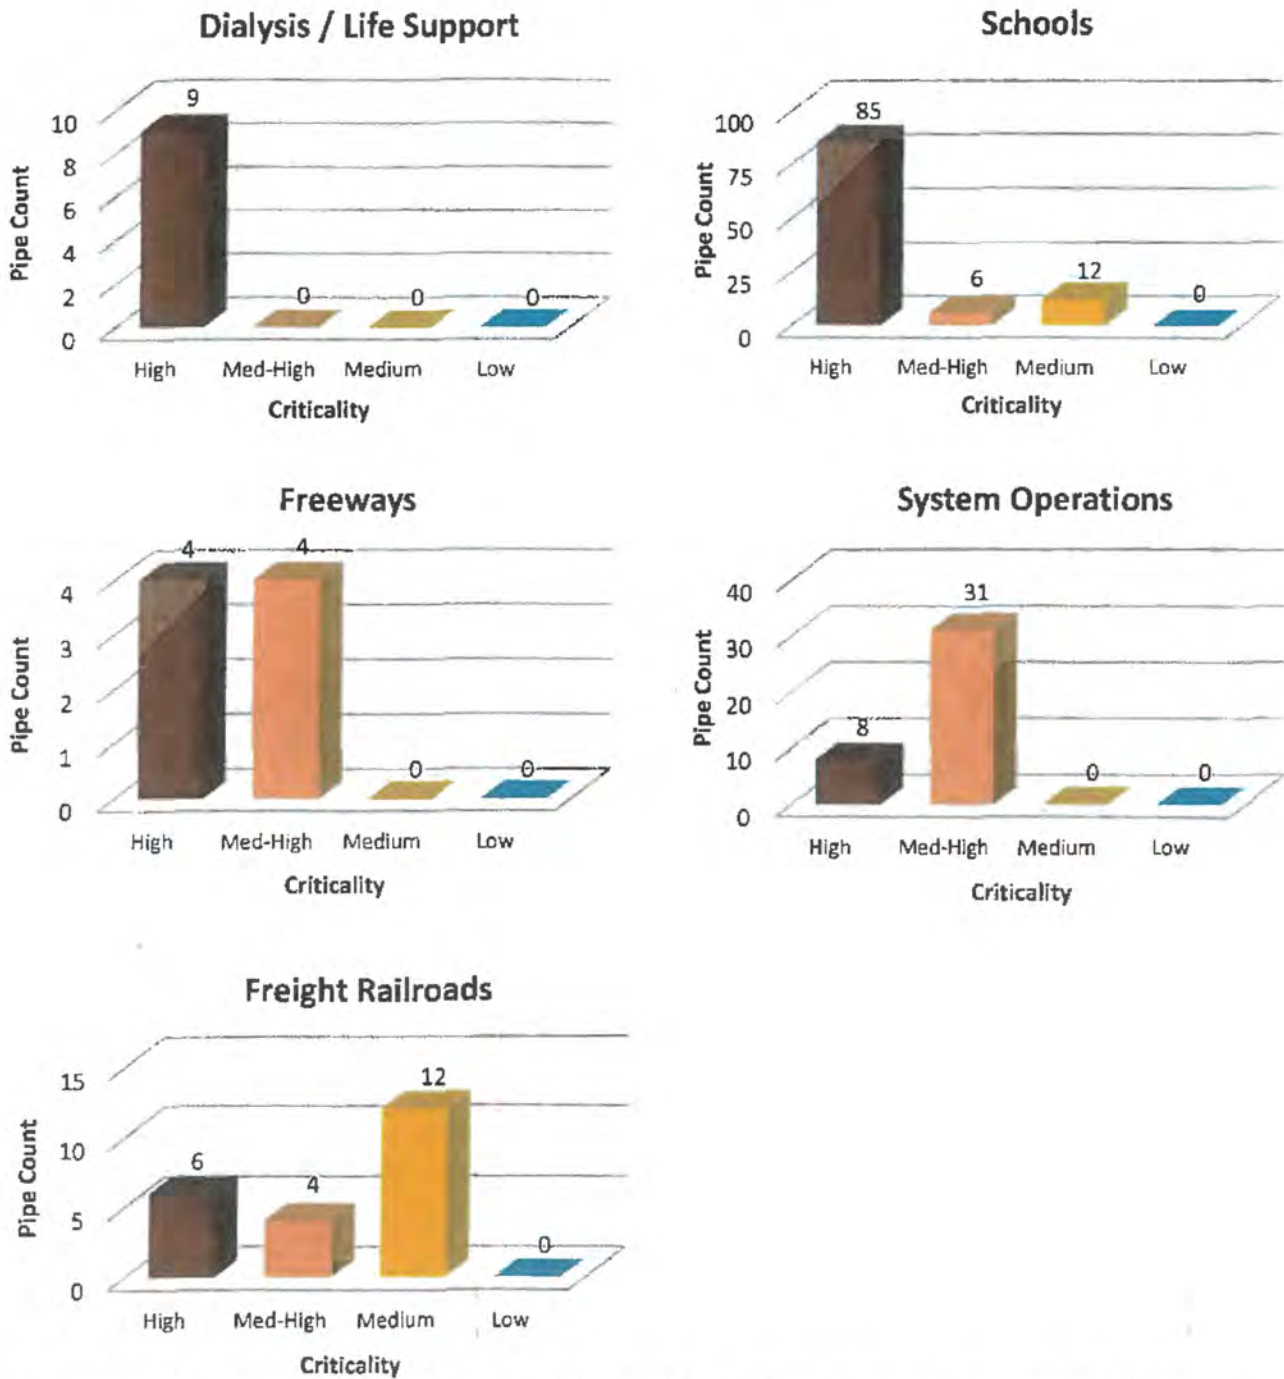 Dialysis / Life Support
9
10
8
6
4
2
0
0
0
0
Pipe Count
High Med-High Medium Low
Criticality
Schools
85
100
75
50
25
0
6
12
0
Pipe Count
High Med-High Medium Low
Criticality
Freeways
4
4
4
3
2
1
0
0
0
Pipe Count
High Med-High Medium Low
Criticality
System Operations
40
30
20
10
0
8
31
0
0
Pipe Count
High Med-High Medium Low
Criticality
Freight Railroads
15
10
5
0
6
4
12
0
Pipe Count
High Med-High Medium Low
Criticality